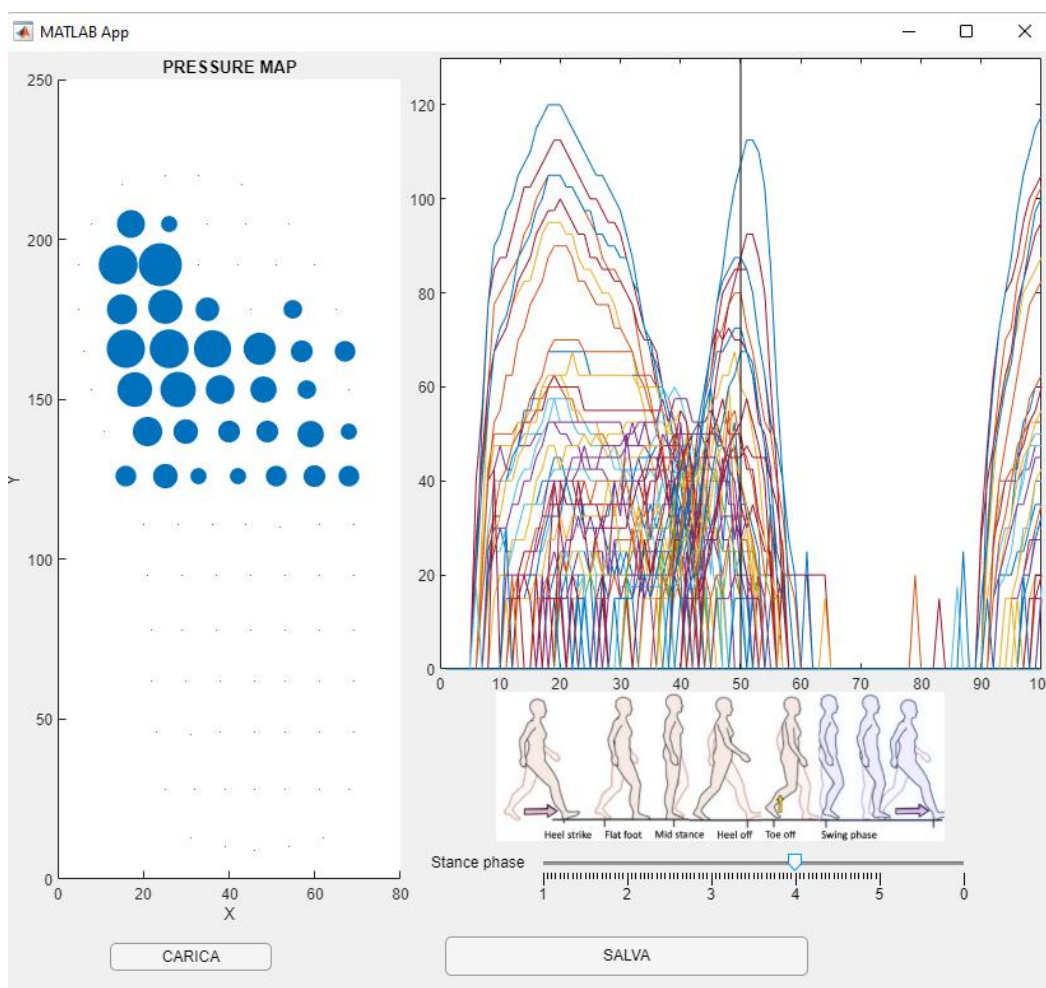 MATLAB App
PRESSURE MAP
250
200
150
100
50
0
Y
0 20 40 60 80
X
120
100
80
60
40
20
0
0 10 20 30 40 50 60 70 80 90 10
Heel strike Flat foot Mid stance Heel off Toe off Swing phase
Stance phase
1 2 3 4 5 0
CARICA
SALVA